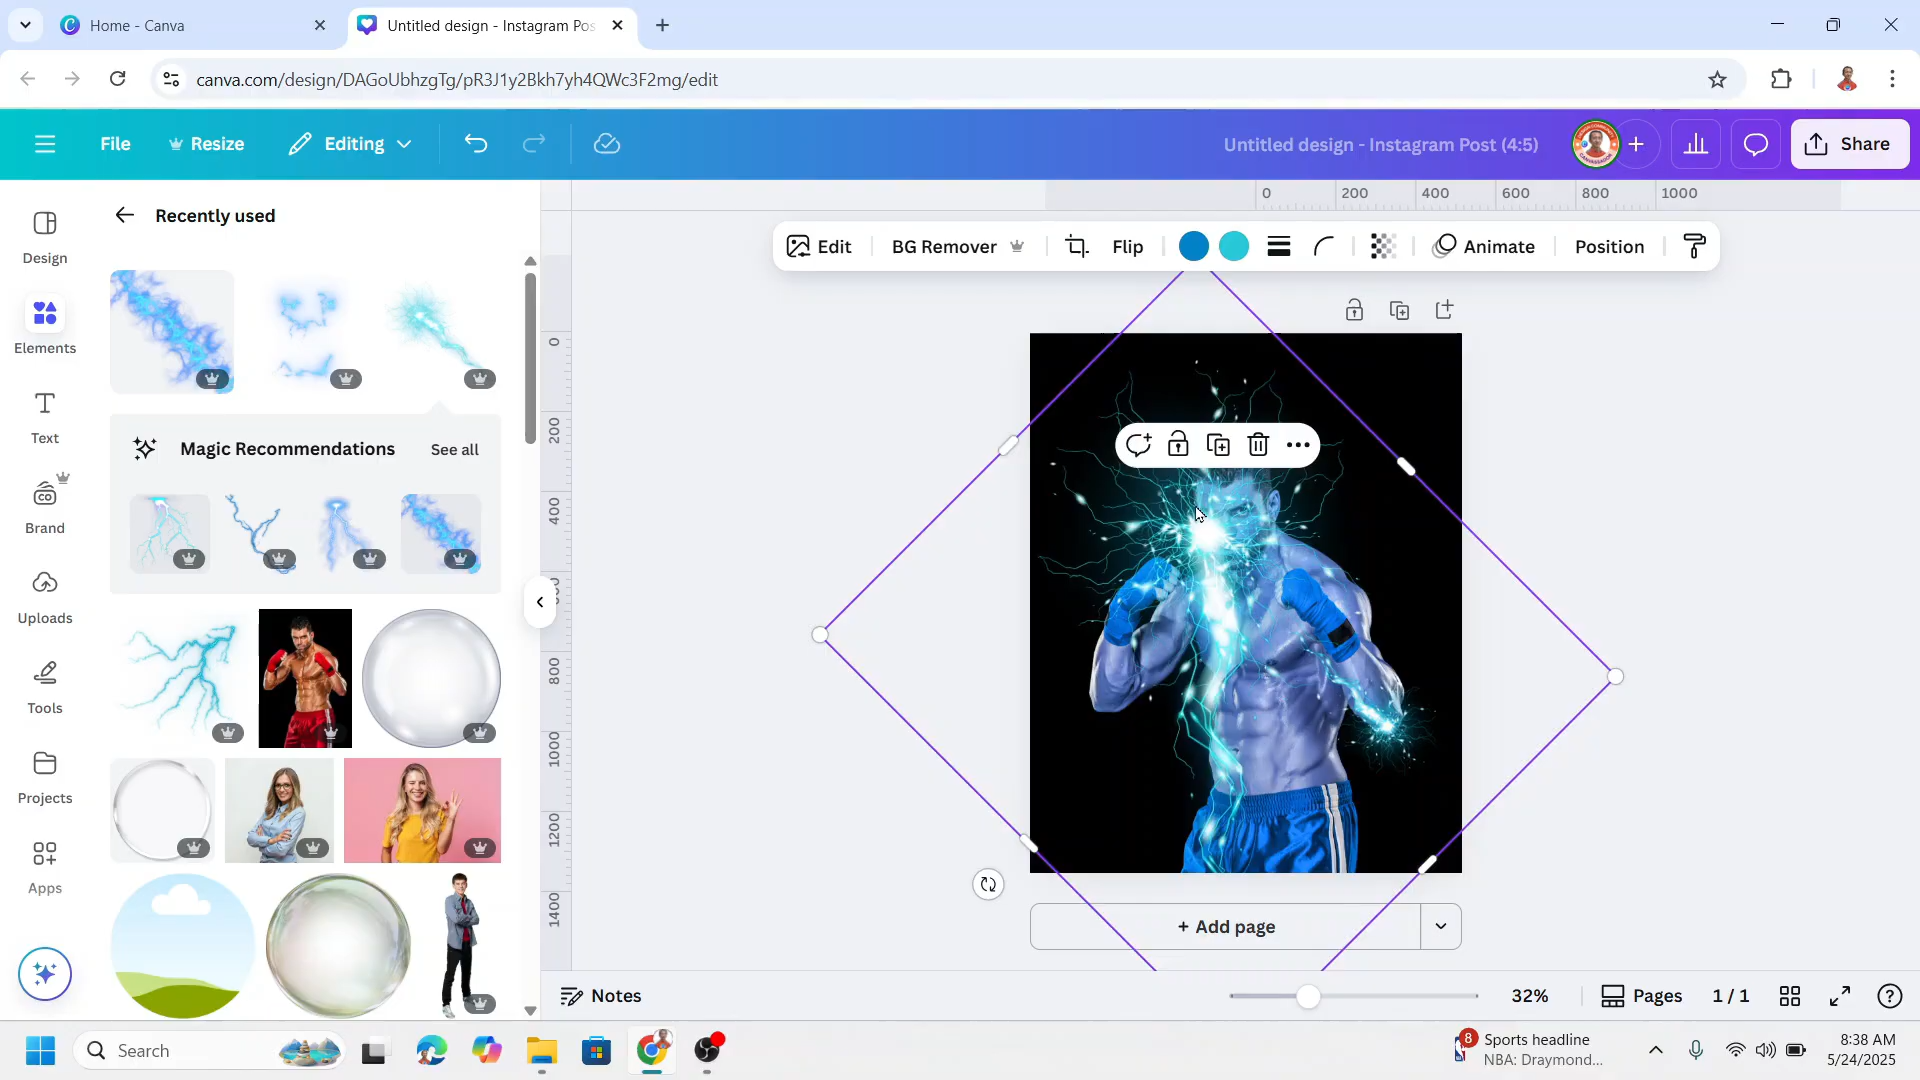 Home - Canva
Untitled design - Instagram Pos
canva.com/design/DAGoUbhzgTg/pR3J1y2Bkh7yh4QWc3F2mg/edit
File
Resize
Editing
Untitled design - Instagram Post (4:5)
Share
Design
Elements
Text
Brand
Uploads
Tools
Projects
Apps
Recently used
Magic Recommendations
See all
0 200 400 600 800 1000
Edit
BG Remover
Flip
Animate
Position
0
200
400
800
1000
1200
1400
+ Add page
Notes
32%
Pages
1 / 1
Search
8
Sports headline
NBA: Draymond...
8:38 AM
5/24/2025